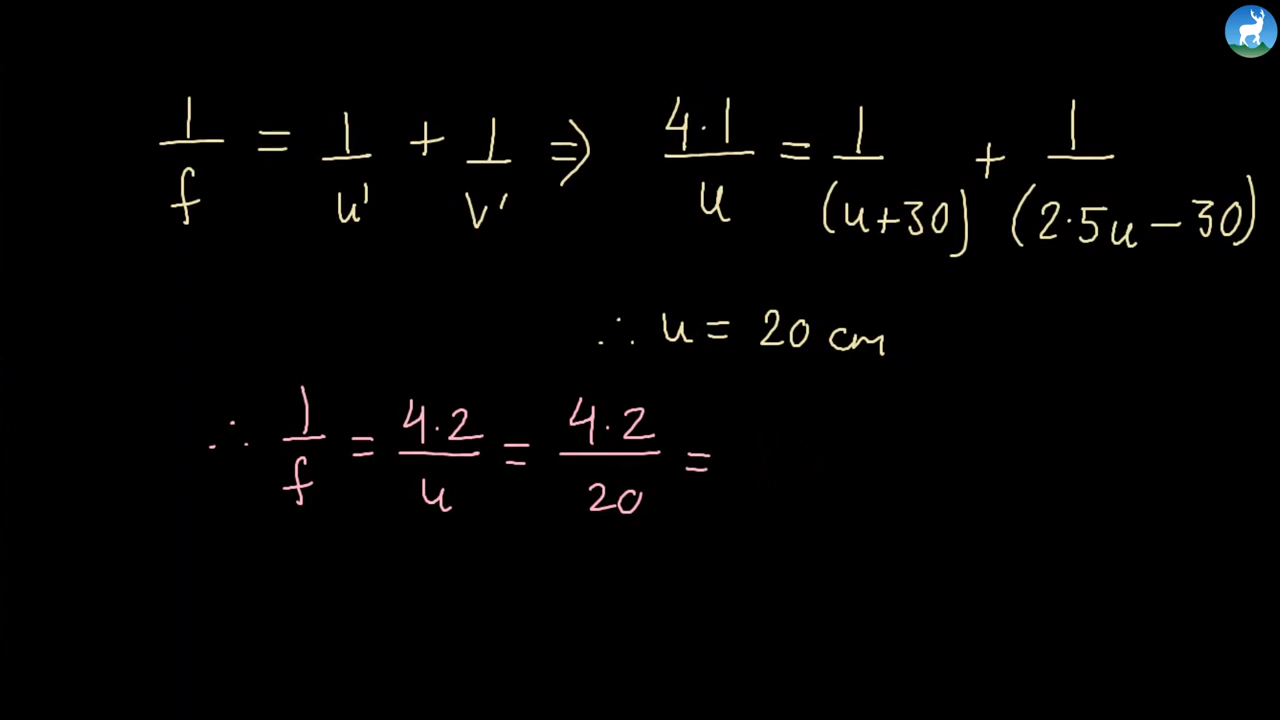 1/f = 1/u' + 1/v' ⇒ 4.1/u = 1/(u+30) + 1/(2.5u − 30)
∴ u = 20 cm
∴ 1/f = 4.2/u = 4.2/20 =